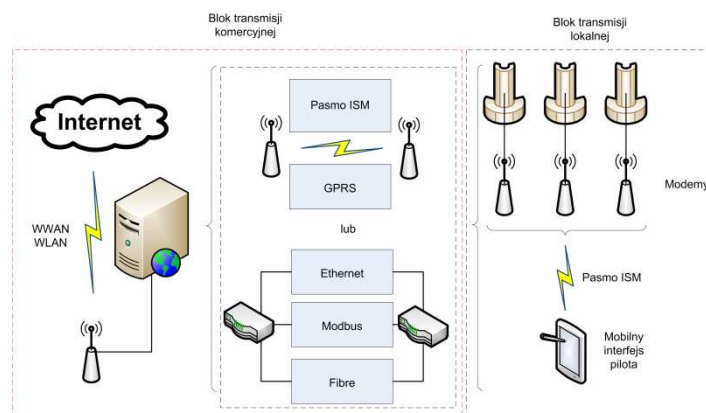 Blok transmisji
komercyjnej
Blok transmisji
lokalnej
Internet
WWAN
WLAN
Pasmo ISM
GPRS
lub
Ethernet
Modbus
Fibre
Modemy
Pasmo ISM
Mobilny
interfejs
pilota